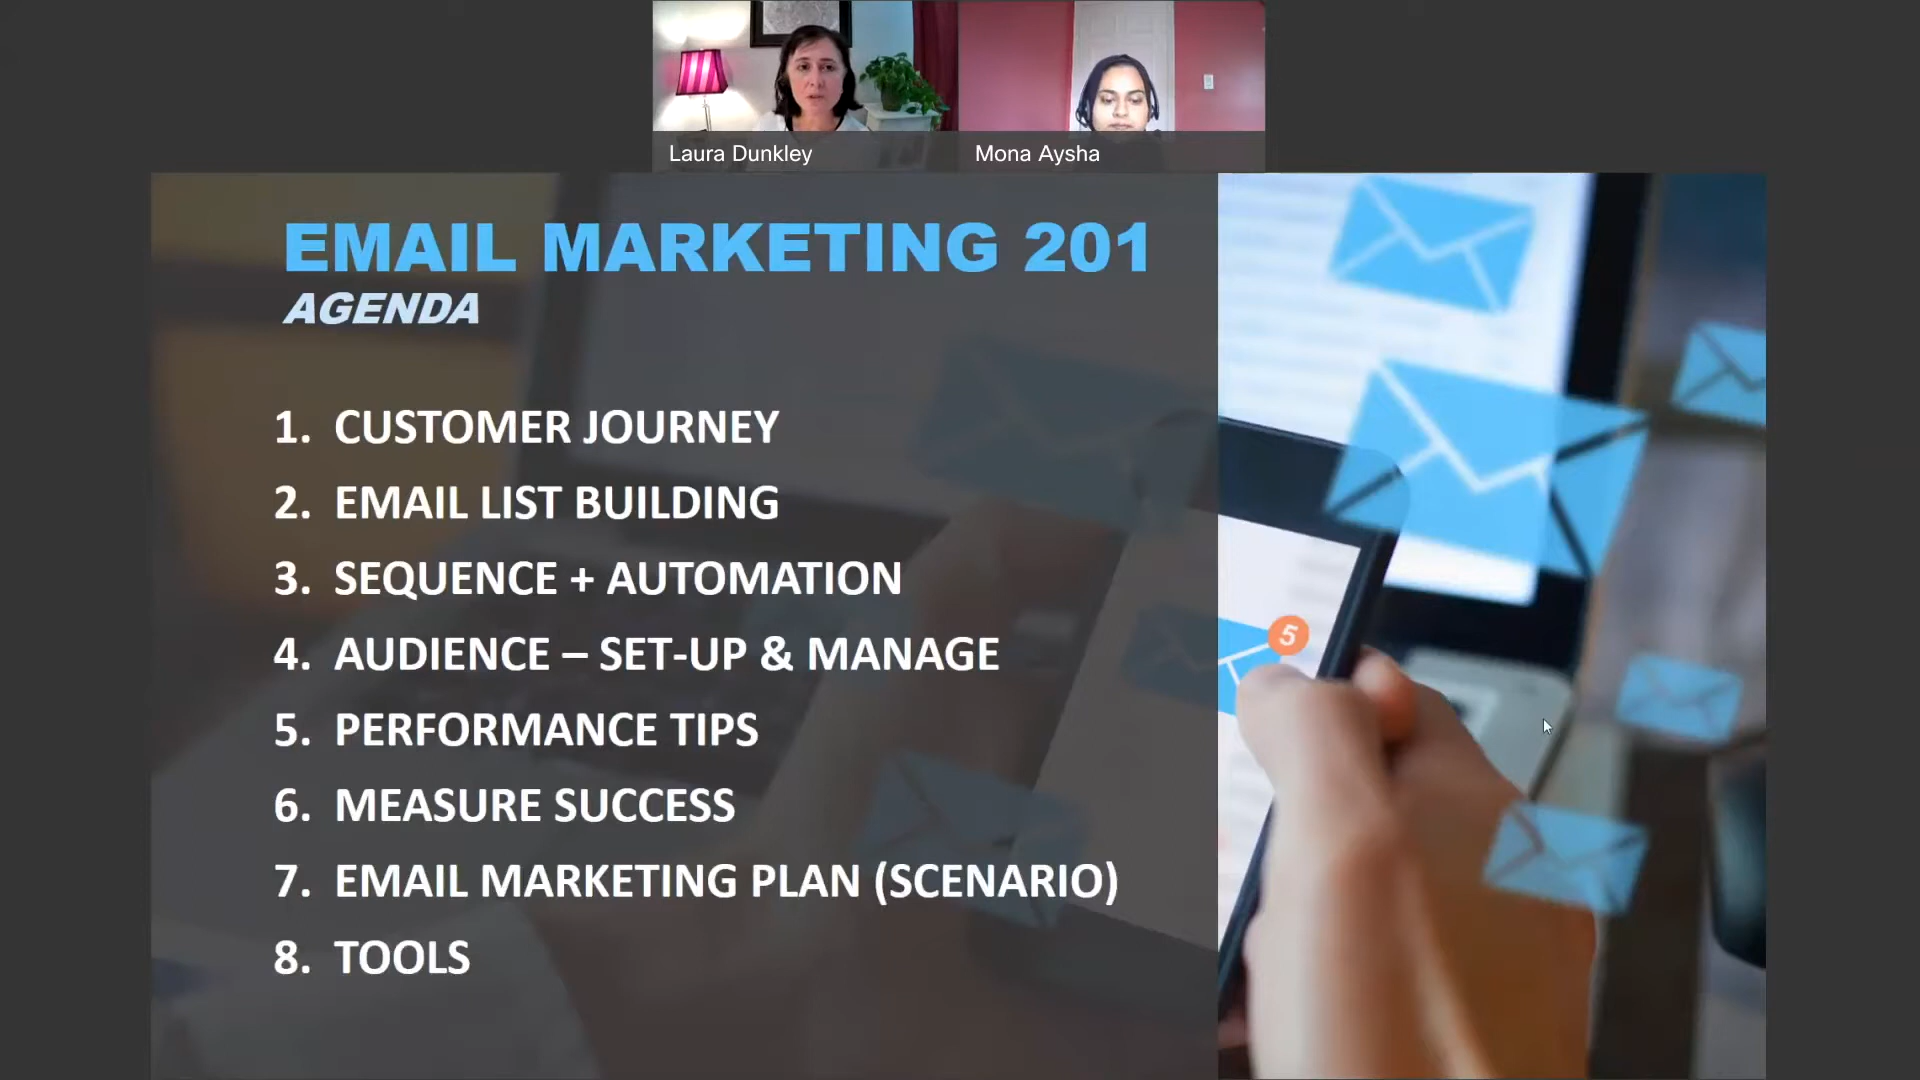 Laura Dunkley
Mona Aysha
EMAIL MARKETING 201
AGENDA
1. CUSTOMER JOURNEY
2. EMAIL LIST BUILDING
3. SEQUENCE + AUTOMATION
4. AUDIENCE – SET-UP & MANAGE
5. PERFORMANCE TIPS
6. MEASURE SUCCESS
7. EMAIL MARKETING PLAN (SCENARIO)
8. TOOLS
5